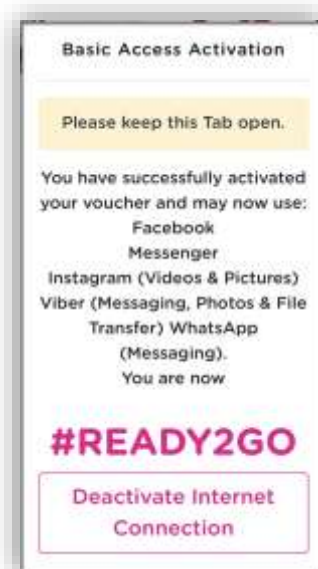 Basic Access Activation
Please keep this Tab open.
You have successfully activated
your voucher and may now use:
Facebook
Messenger
Instagram (Videos & Pictures)
Viber (Messaging, Photos & File
Transfer) WhatsApp
(Messaging).
You are now
#READY2GO
Deactivate Internet
Connection